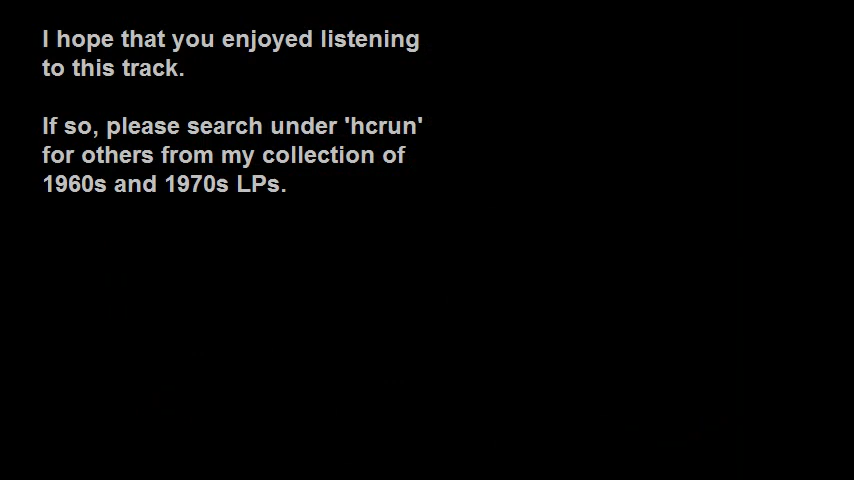 I hope that you enjoyed listening
to this track.
If so, please search under 'hcrun'
for others from my collection of
1960s and 1970s LPs.